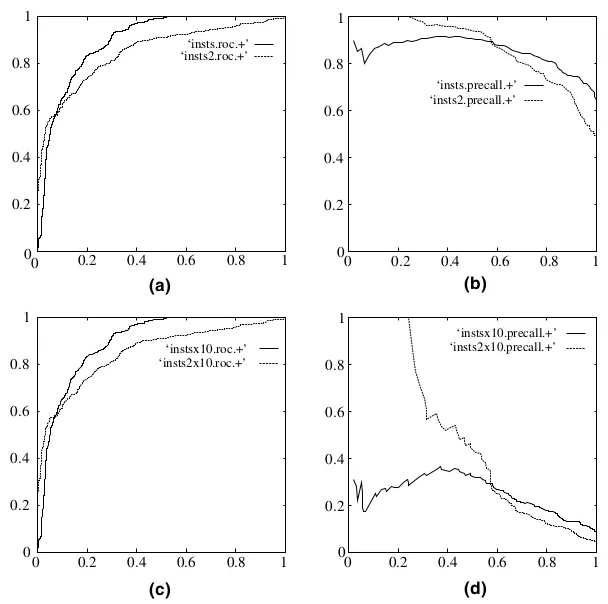 1
0.8
0.6
0.4
0.2
0
0 0.2 0.4 0.6 0.8 1
'insts.roc.+'
'insts2.roc.+'
(a)
1
0.8
0.6
0.4
0.2
0
0 0.2 0.4 0.6 0.8 1
'insts.precall.+'
'insts2.precall.+'
(b)
1
0.8
0.6
0.4
0.2
0
0 0.2 0.4 0.6 0.8 1
'instsx10.roc.+'
'insts2x10.roc.+'
(c)
1
0.8
0.6
0.4
0.2
0
0 0.2 0.4 0.6 0.8 1
'instsx10.precall.+'
'insts2x10.precall.+'
(d)